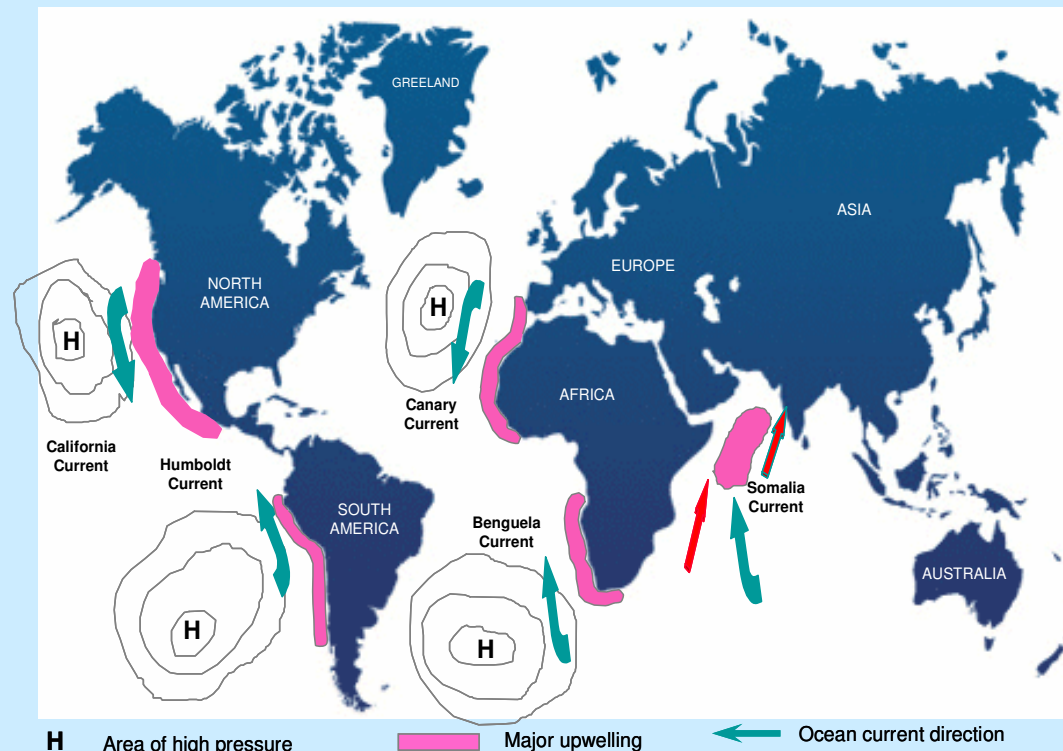 GREELAND
ASIA
EUROPE
NORTH
AMERICA
H
H
AFRICA
Canary
Current
California
Current
Humboldt
Current
Somalia
Current
SOUTH
AMERICA
Benguela
Current
AUSTRALIA
H
H
H Area of high pressure
Major upwelling
Ocean current direction